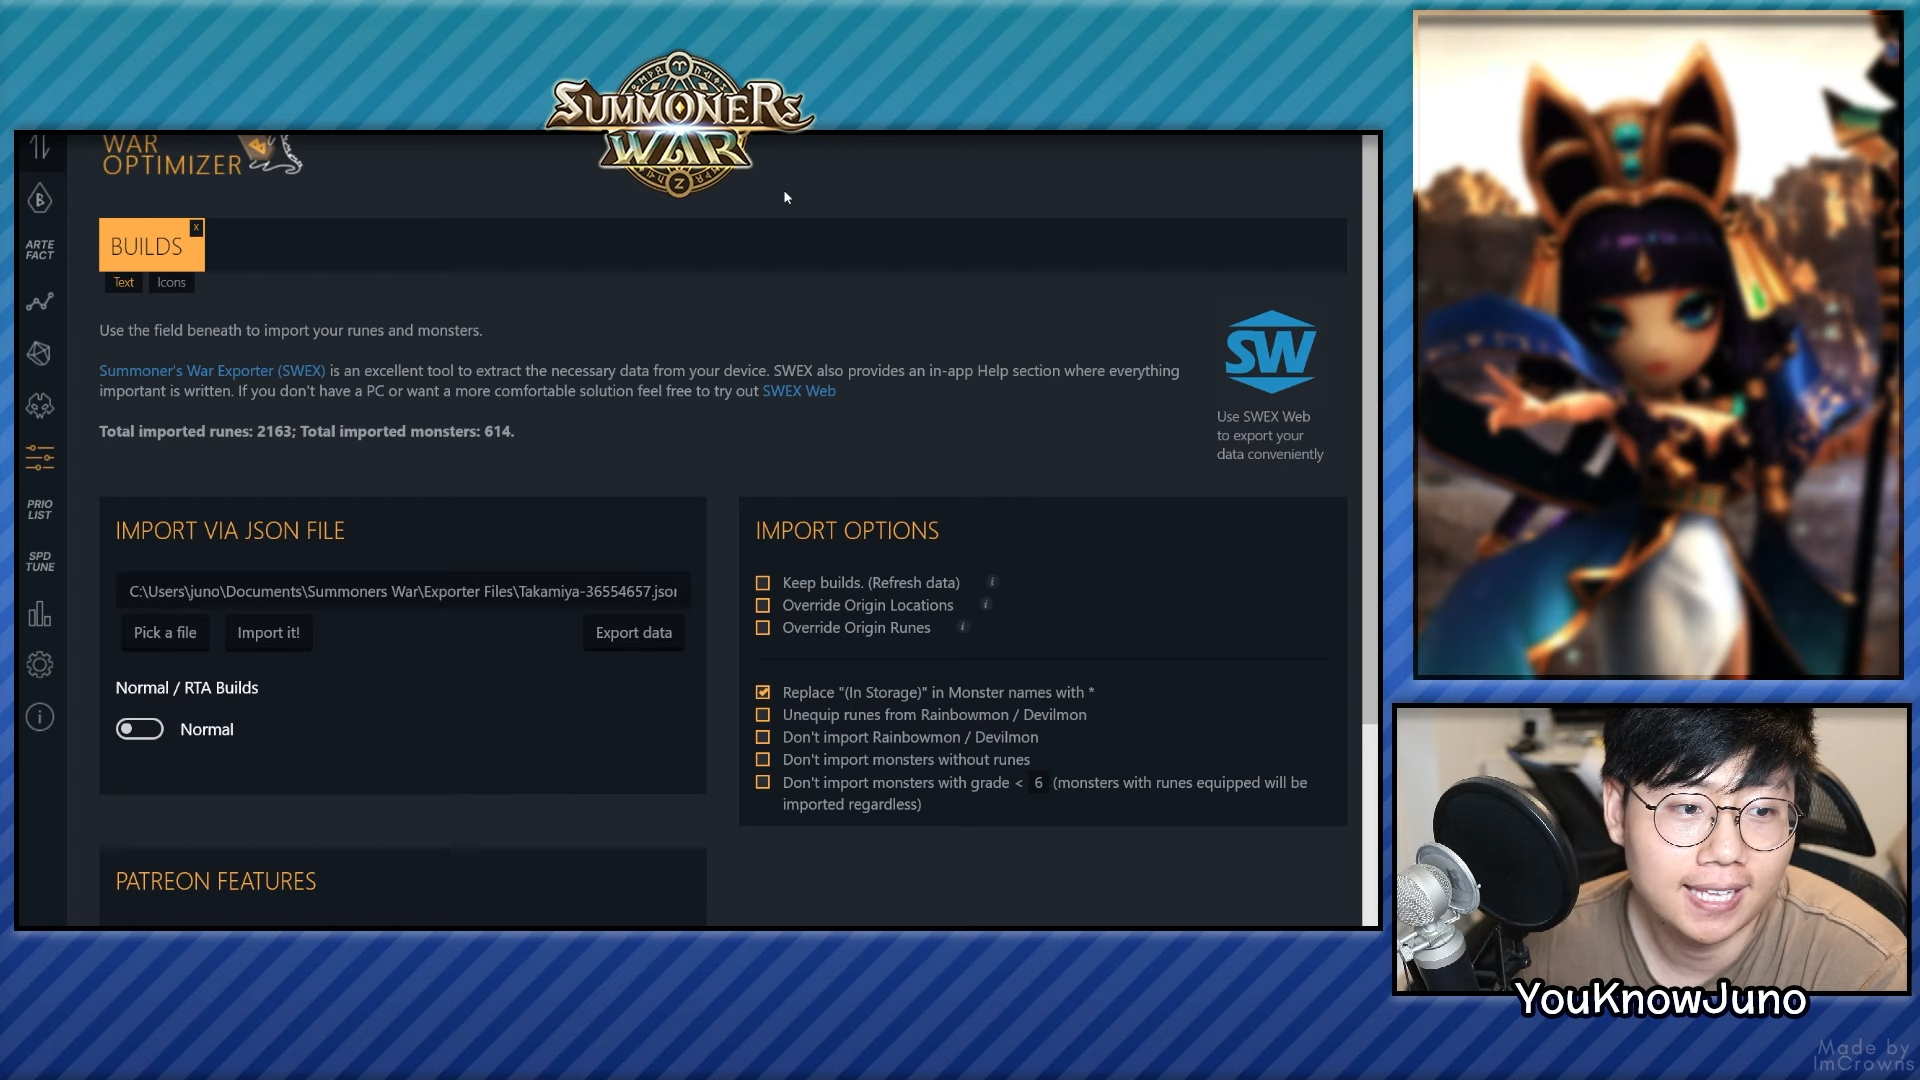 SUMMONERS
WAR
WAR
OPTIMIZER
BUILDS
x
Text
Icons
Use the field beneath to import your runes and monsters.
Summoner's War Exporter (SWEX) is an excellent tool to extract the necessary data from your device. SWEX also provides an in-app Help section where everything
important is written. If you don't have a PC or want a more comfortable solution feel free to try out SWEX Web
Total imported runes: 2163; Total imported monsters: 614.
SW
Use SWEX Web
to export your
data conveniently
ARTE
FACT
PRIO
LIST
SPD
TUNE
IMPORT VIA JSON FILE
C:\Users\juno\Documents\Summoners War\Exporter Files\Takamiya-36554657.json
Pick a file
Import it!
Export data
Normal / RTA Builds
Normal
IMPORT OPTIONS
Keep builds. (Refresh data) i
Override Origin Locations i
Override Origin Runes i
Replace "(In Storage)" in Monster names with *
Unequip runes from Rainbowmon / Devilmon
Don't import Rainbowmon / Devilmon
Don't import monsters without runes
Don't import monsters with grade < 6 (monsters with runes equipped will be
imported regardless)
PATREON FEATURES
YouKnowJuno
Made by
ImCrowns